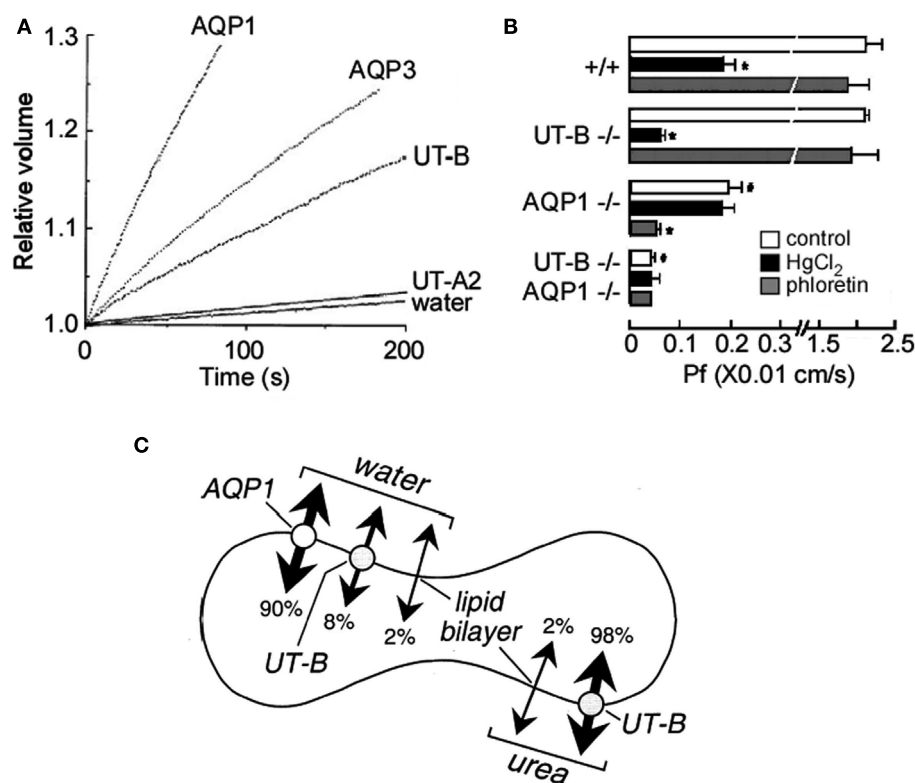 A
1.3
1.2
1.1
1.0
Relative volume
AQP1
AQP3
UT-B
UT-A2
water
0
100
200
Time (s)
B
+/+
UT-B -/-
AQP1 -/-
UT-B -/-
AQP1 -/-
*
*
#
*
#
control
HgCl₂
phloretin
0 0.1 0.2 0.3 1.5 2.5
Pf (X0.01 cm/s)
C
water
AQP1
90%
8%
2%
UT-B
lipid
bilayer
2%
98%
UT-B
urea